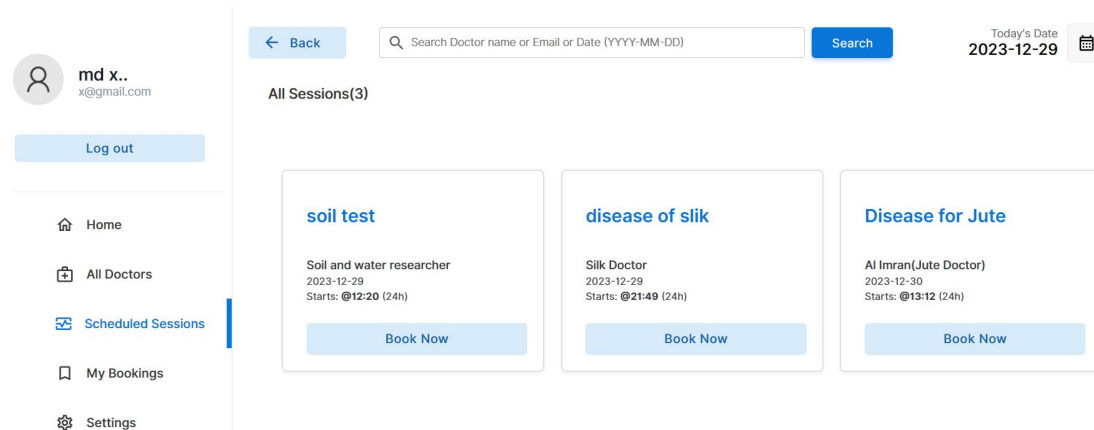 md x..
x@gmail.com
Log out
Home
All Doctors
Scheduled Sessions
My Bookings
Settings
Back
Search Doctor name or Email or Date (YYYY-MM-DD)
Search
Today's Date
2023-12-29
All Sessions(3)
soil test
Soil and water researcher
2023-12-29
Starts: @12:20 (24h)
Book Now
disease of slik
Silk Doctor
2023-12-29
Starts: @21:49 (24h)
Book Now
Disease for Jute
Al Imran(Jute Doctor)
2023-12-30
Starts: @13:12 (24h)
Book Now